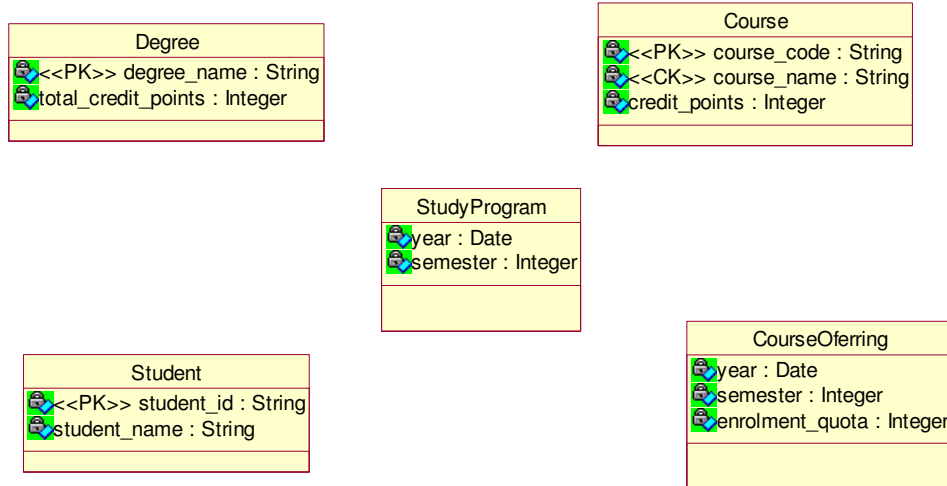 Degree
<<PK>> degree_name : String
total_credit_points : Integer
Course
<<PK>> course_code : String
<<CK>> course_name : String
credit_points : Integer
StudyProgram
year : Date
semester : Integer
Student
<<PK>> student_id : String
student_name : String
CourseOferring
year : Date
semester : Integer
enrolment_quota : Integer